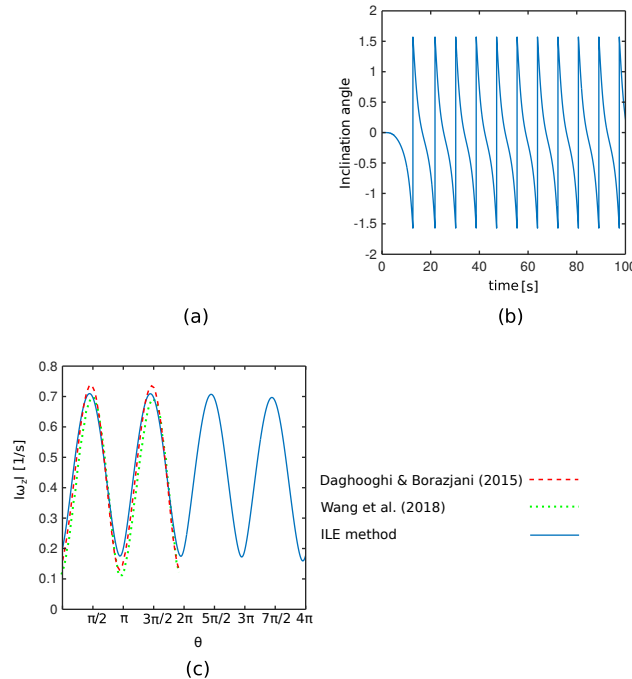 2
1.5
1
0.5
0
-0.5
-1
-1.5
-2
Inclination angle
0 20 40 60 80 100
time [s]
(a)
(b)
0.8
0.7
0.6
0.5
0.4
0.3
0.2
0.1
0
|ω_z| [1/s]
π/2 π 3π/2 2π 5π/2 3π 7π/2 4π
θ
(c)
Daghooghi & Borazjani (2015)
Wang et al. (2018)
ILE method